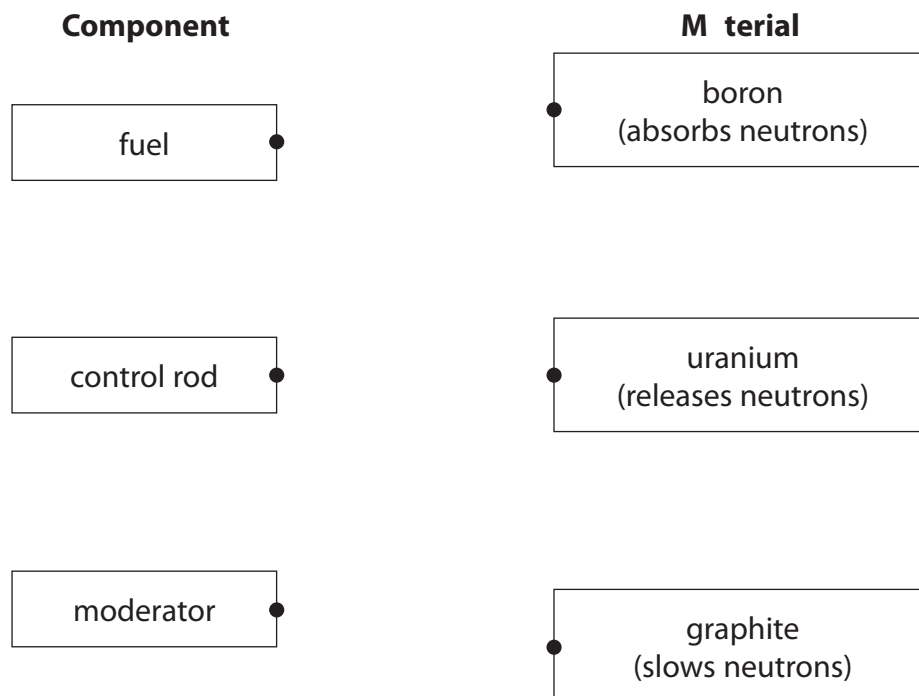 Component
M terial
fuel
boron
(absorbs neutrons)
control rod
uranium
(releases neutrons)
moderator
graphite
(slows neutrons)